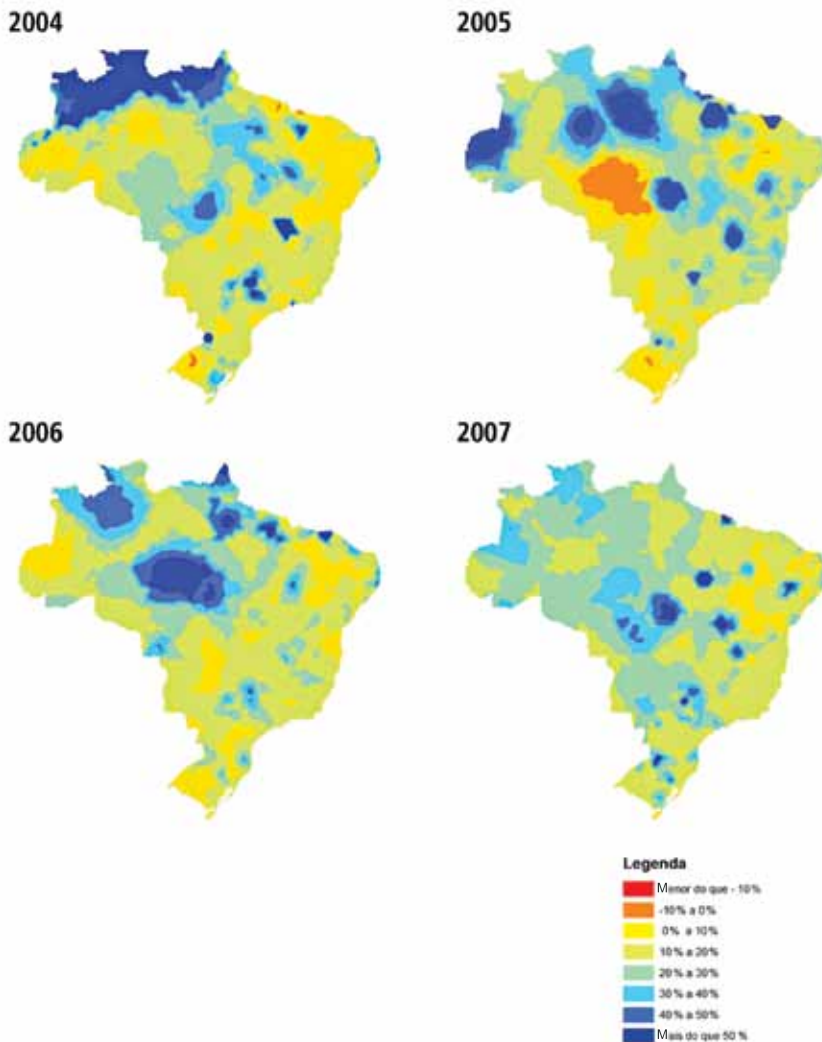 2004
2005
2006
2007
Legenda
Menor do que - 10%
-10% a 0%
0% a 10%
10% a 20%
20% a 30%
30% a 40%
40% a 50%
Mais do que 50 %